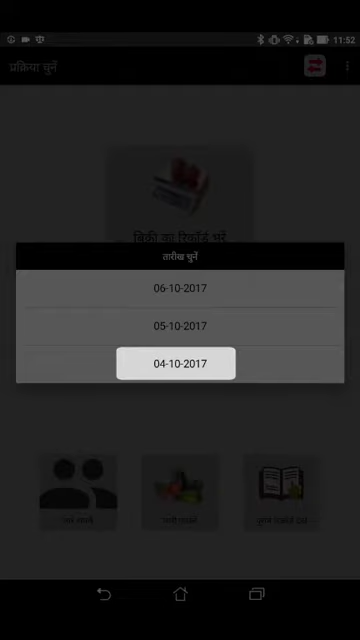 11:52
प्रक्रिया चुनें
बिक्री का रिकॉर्ड भरें
तारीख चुनें
06-10-2017
05-10-2017
04-10-2017